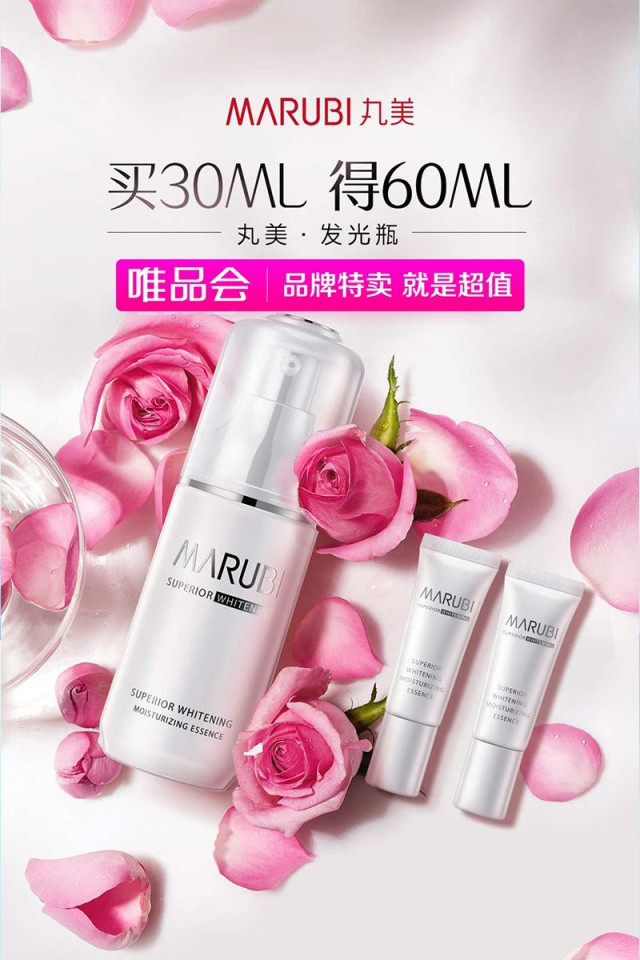 MARUBI 丸美
买30ML 得60ML
丸美·发光瓶
唯品会 品牌特卖 就是超值
MARUBI
SUPERIOR WHITENI
SUPERIOR WHITENING
MOISTURIZING ESSENCE
MARUBI
SUPERIOR WHITENING
SUPERIOR
WHITENING
MOISTURIZING
ESSENCE
MARUBI
SUPERIOR WHITENING
SUPERIOR
WHITENING
MOISTURIZING
ESSENCE